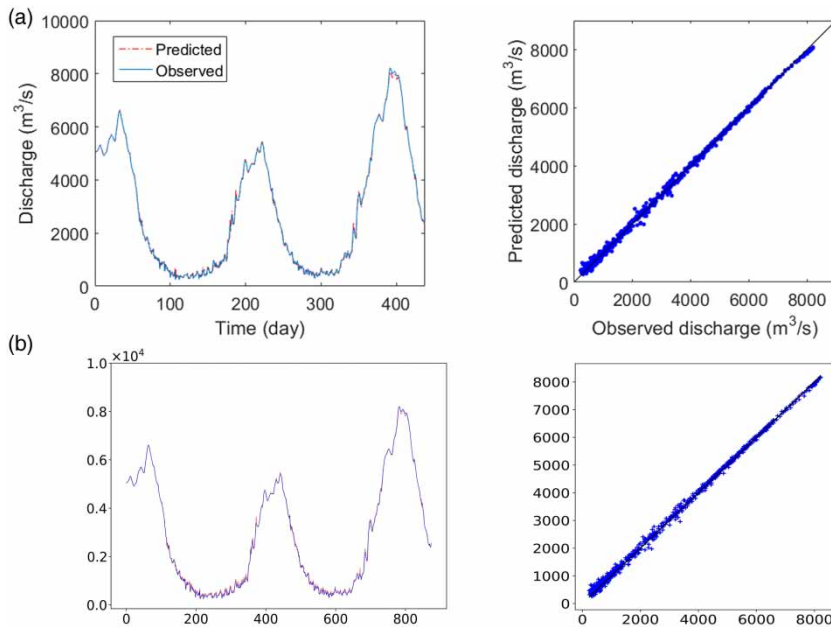 (a)
10000
8000
6000
4000
2000
0
Discharge (m³/s)
Predicted
Observed
0 100 200 300 400
Time (day)
8000
6000
4000
2000
0
Predicted discharge (m³/s)
0 2000 4000 6000 8000
Observed discharge (m³/s)
(b)
1.0×10⁴
0.8
0.6
0.4
0.2
0.0
0 200 400 600 800
8000
7000
6000
5000
4000
3000
2000
1000
0
0 2000 4000 6000 8000